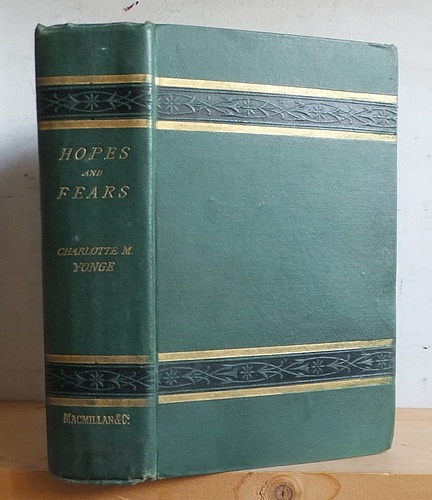 HOPES
AND
FEARS
CHARLOTTE M.
YONGE
MACMILLAN & Co.